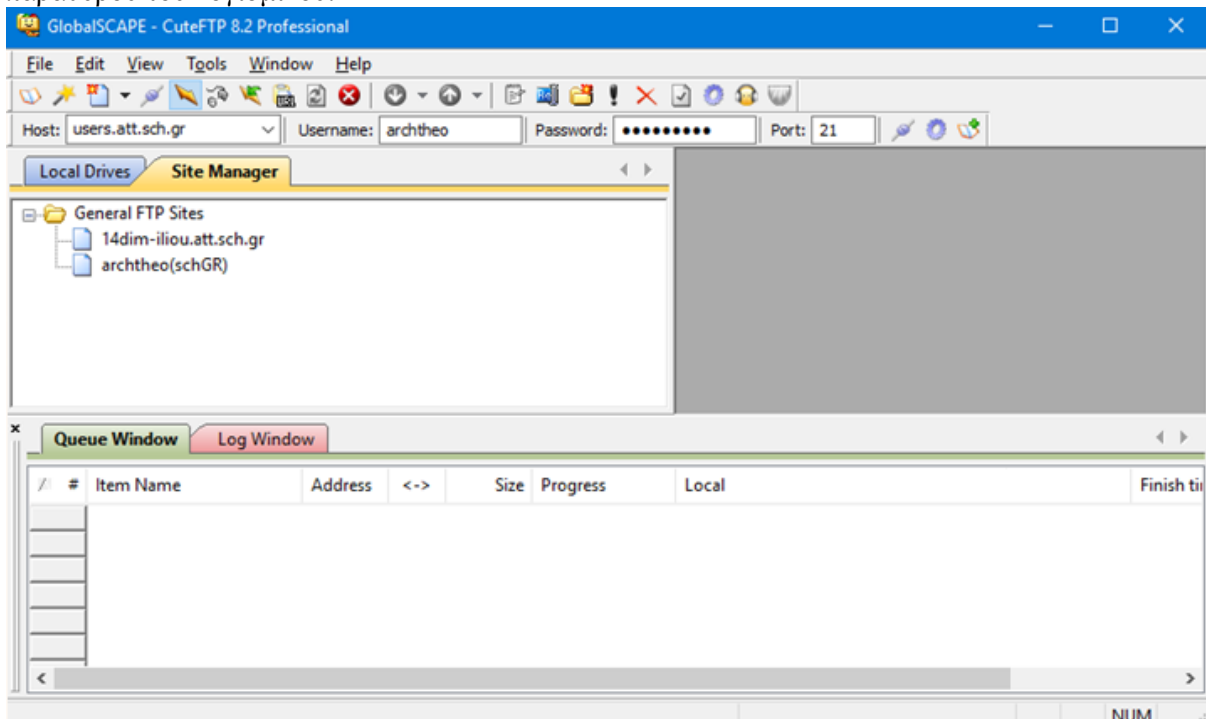 GlobalSCAPE - CuteFTP 8.2 Professional
File Edit View Tools Window Help
Host: users.att.sch.gr Username: archtheo Password: ●●●●●●●●● Port: 21
Local Drives Site Manager
General FTP Sites
14dim-iliou.att.sch.gr
archtheo(schGR)
Queue Window Log Window
# Item Name Address <-> Size Progress Local Finish
NUM